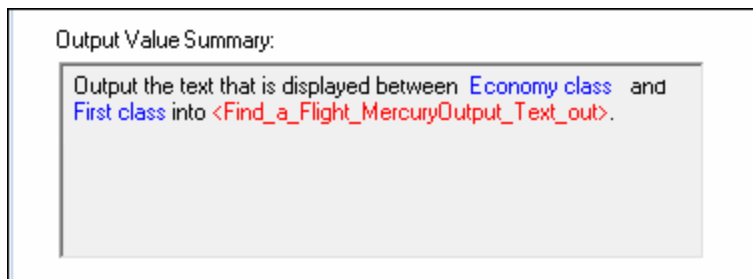 Output Value Summary:
Output the text that is displayed between Economy class and
First class into <Find_a_Flight_MercuryOutput_Text_out>.